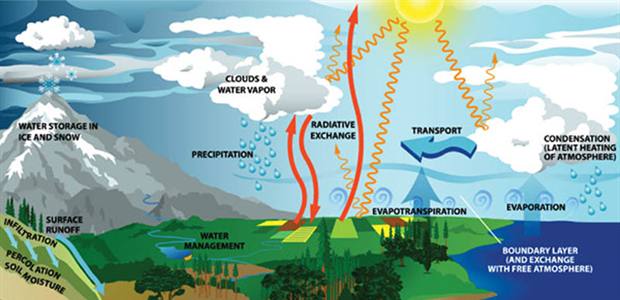 CLOUDS &
WATER VAPOR
WATER STORAGE IN
ICE AND SNOW
RADIATIVE
EXCHANGE
TRANSPORT
CONDENSATION
(LATENT HEATING
OF ATMOSPHERE)
PRECIPITATION
EVAPOTRANSPIRATION
EVAPORATION
SURFACE
RUNOFF
INFILTRATION
WATER
MANAGEMENT
PERCOLATION
SOIL MOISTURE
BOUNDARY LAYER
(AND EXCHANGE
WITH FREE ATMOSPHERE)